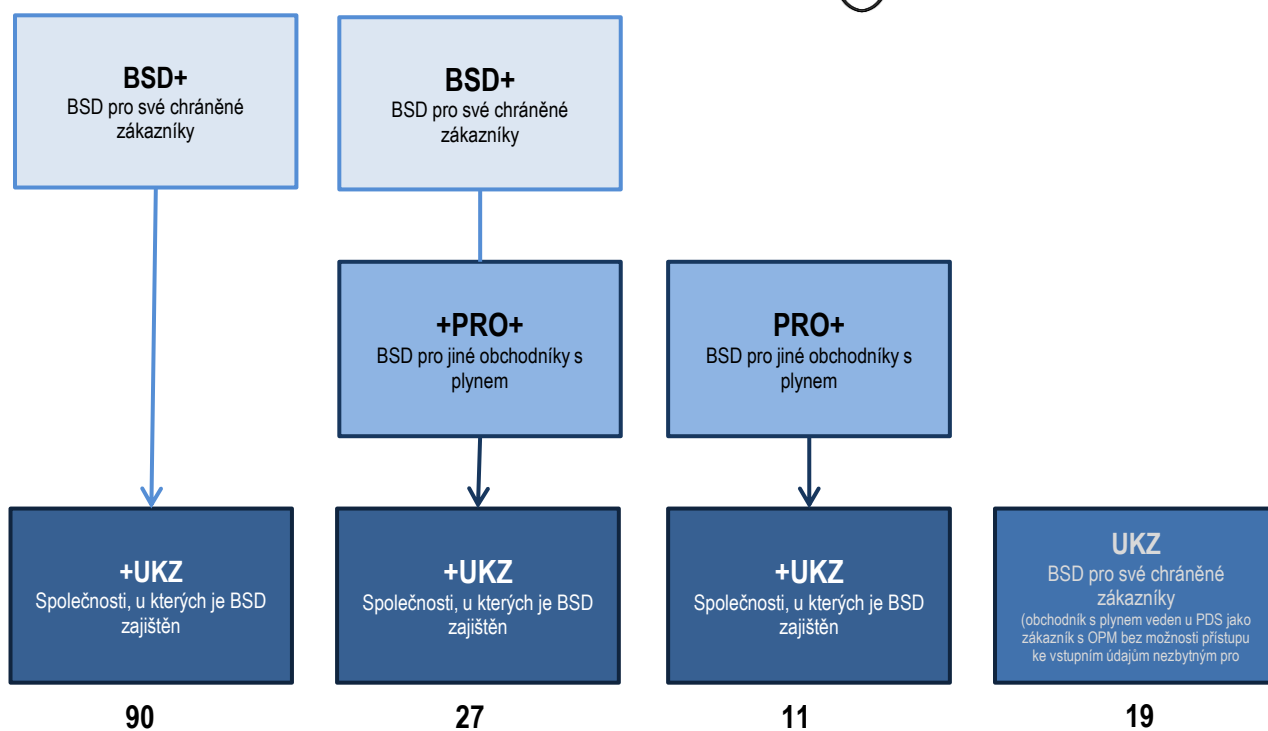 BSD+
BSD pro své chráněné
zákazníky
BSD+
BSD pro své chráněné
zákazníky
+PRO+
BSD pro jiné obchodníky s
plynem
PRO+
BSD pro jiné obchodníky s
plynem
+UKZ
Společnosti, u kterých je BSD
zajištěn
+UKZ
Společnosti, u kterých je BSD
zajištěn
+UKZ
Společnosti, u kterých je BSD
zajištěn
UKZ
BSD pro své chráněné
zákazníky
(obchodník s plynem veden u PDS jako
zákazník s OPM bez možnosti přístupu
ke vstupním údajům nezbytným pro
90
27
11
19